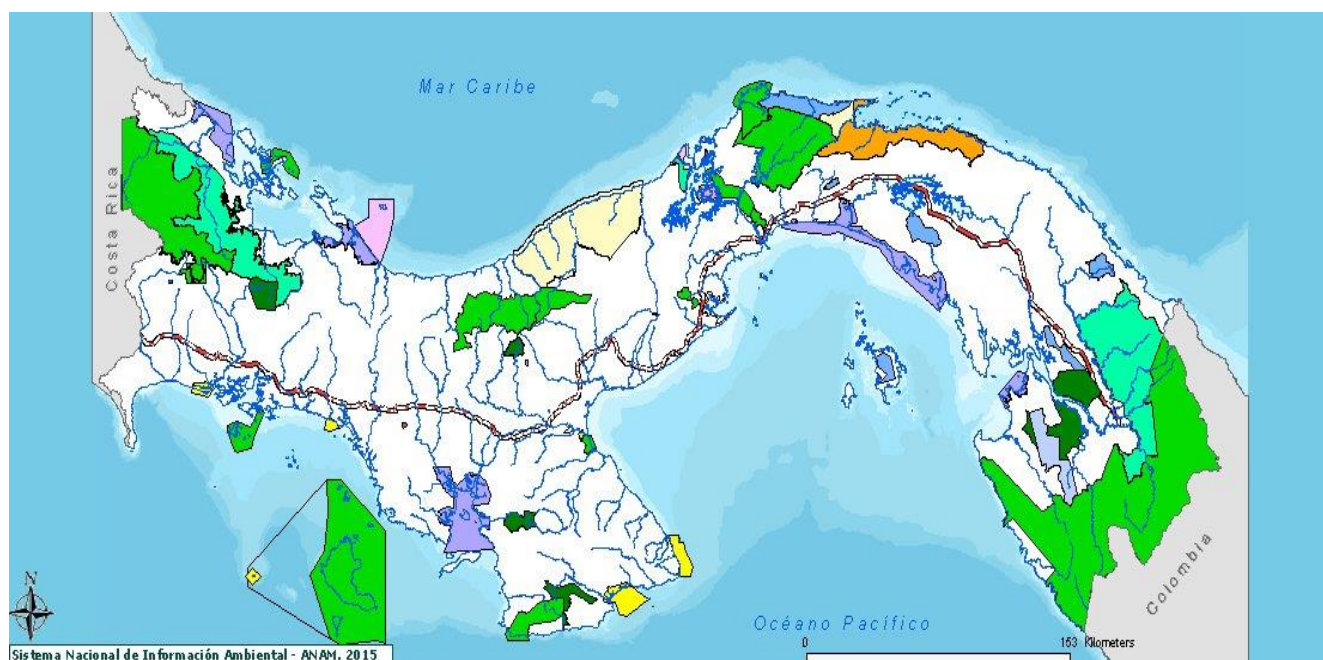 Mar Caribe
Costa Rica
Colombia
N
Océano Pacífico
0
153 Kilometers
Sistema Nacional de Información Ambiental - ANAM. 2015